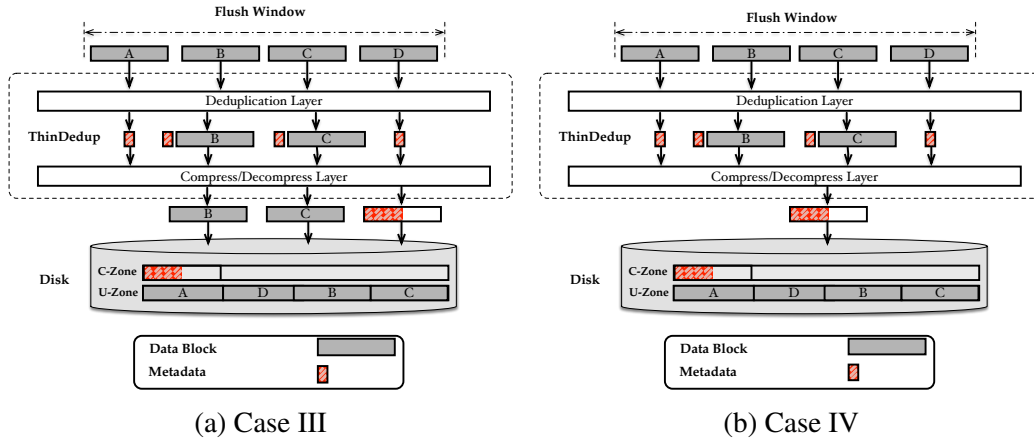 Flush Window
A B C D
Deduplication Layer
ThinDedup
B C
Compress/Decompress Layer
B C
Disk
C-Zone
U-Zone A D B C
Data Block
Metadata
(a) Case III
Flush Window
A B C D
Deduplication Layer
ThinDedup
B C
Compress/Decompress Layer
Disk
C-Zone
U-Zone A D B C
Data Block
Metadata
(b) Case IV